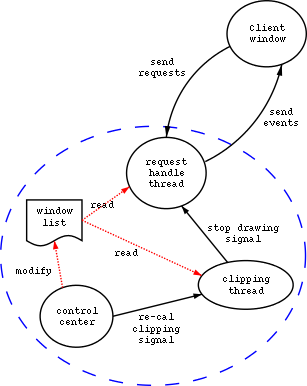 Client
window
send
requests
send
events
request
handle
thread
window
list
read
stop drawing
signal
read
modify
clipping
thread
control
center
re-cal
clipping
signal